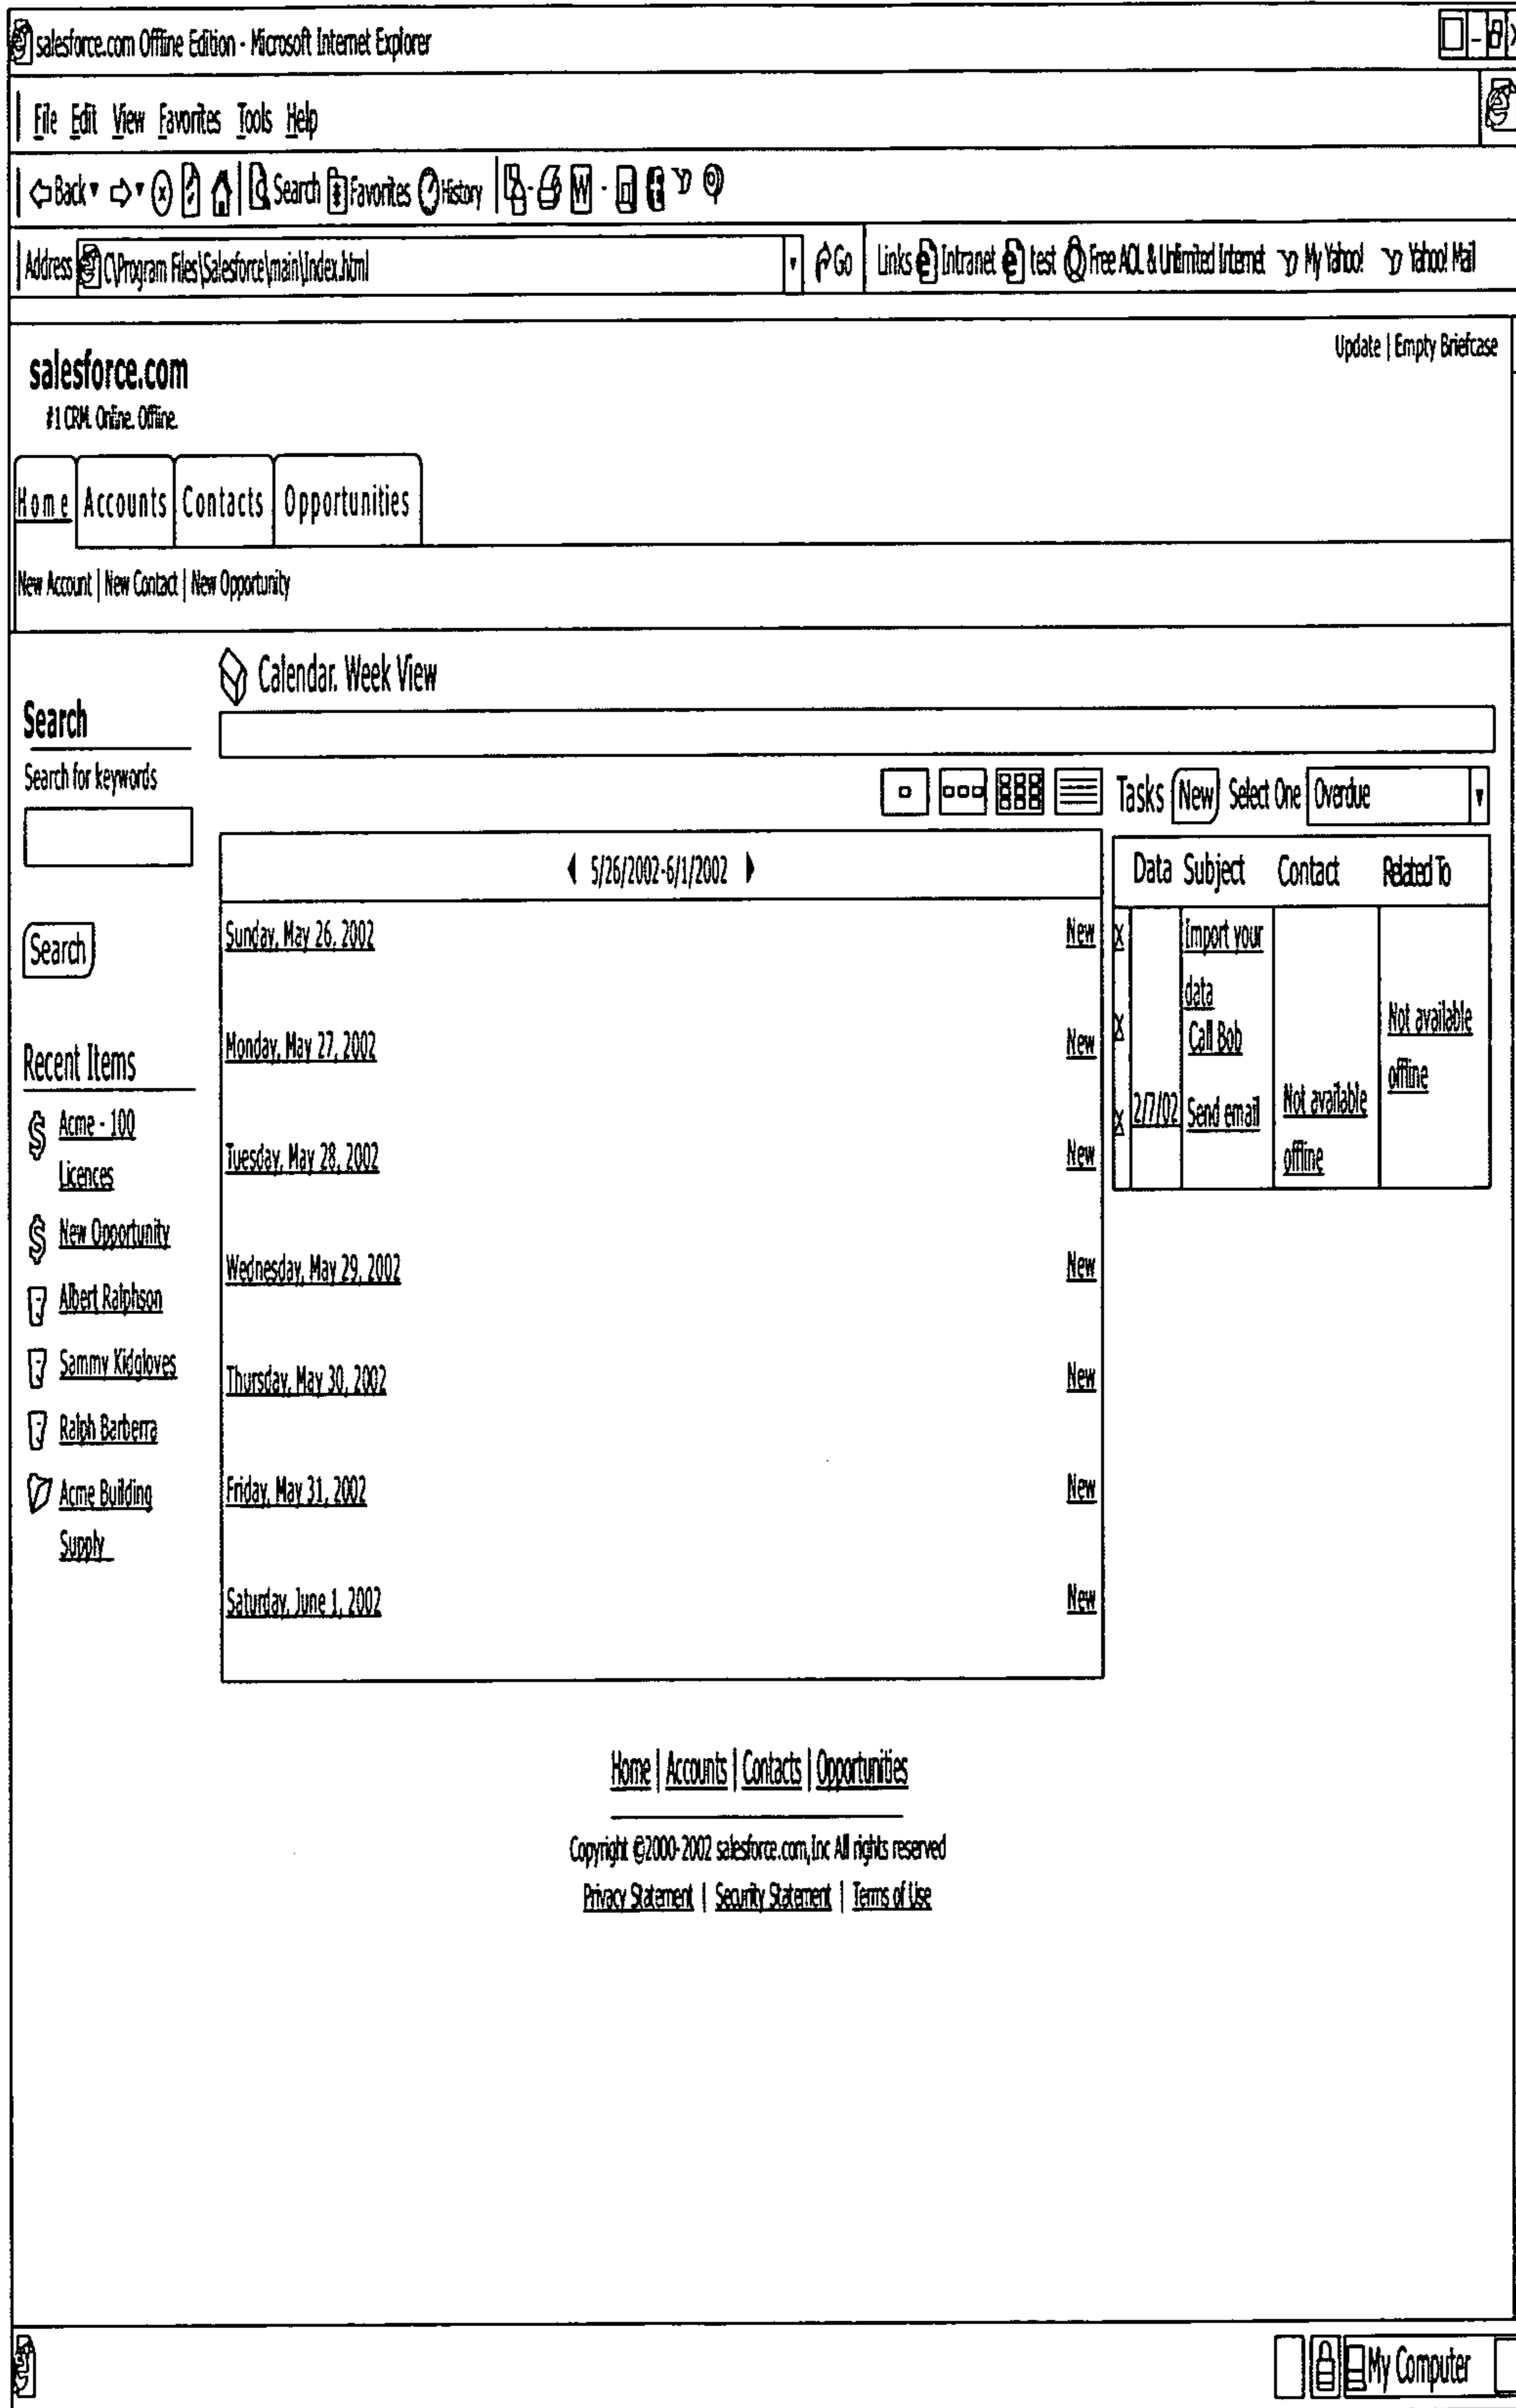 salesforce.com Offline Edition - Microsoft Internet Explorer
File Edit View Favorites Tools Help
Back Search Favorites History W
Address C\Program Files\Salesforce\main\Index.html Go Links Intranet test Free AOL & Unlimited Internet My Yahoo! Yahoo! Mail
Update | Empty Briefcase
salesforce.com
#1 CRM. Online. Offline.
Home Accounts Contacts Opportunities
New Account | New Contact | New Opportunity
Calendar. Week View
Search
Search for keywords
Search
Recent Items
$ Acme - 100
Licences
$ New Opportunity
Albert Ralphson
Sammy Kidgloves
Ralph Barberra
Acme Building
Supply
5/26/2002-6/1/2002
Sunday, May 26, 2002 New
Monday, May 27, 2002 New
Tuesday, May 28, 2002 New
Wednesday, May 29, 2002 New
Thursday, May 30, 2002 New
Friday, May 31, 2002 New
Saturday, June 1, 2002 New
Tasks New Select One Overdue
Data Subject Contact Related To
X Import your
data
X Call Bob
X 2/7/02 Send email
Not available
offline
Not available
offline
Home | Accounts | Contacts | Opportunities
Copyright ©2000-2002 salesforce.com,Inc All rights reserved
Privacy Statement | Security Statement | Terms of Use
My Computer